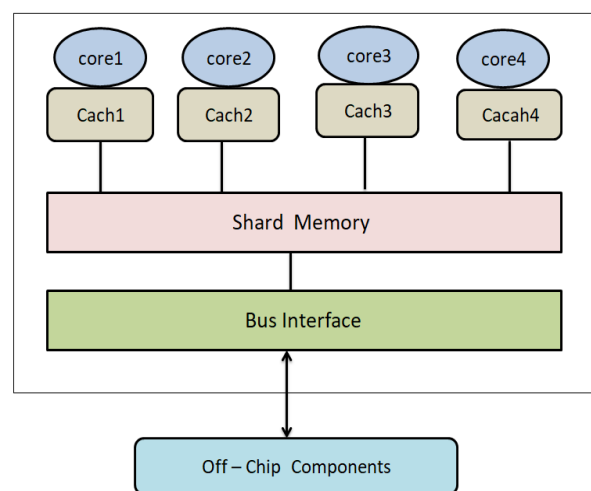 core1
core2
core3
core4
Cach1
Cach2
Cach3
Cacah4
Shard Memory
Bus Interface
Off – Chip Components